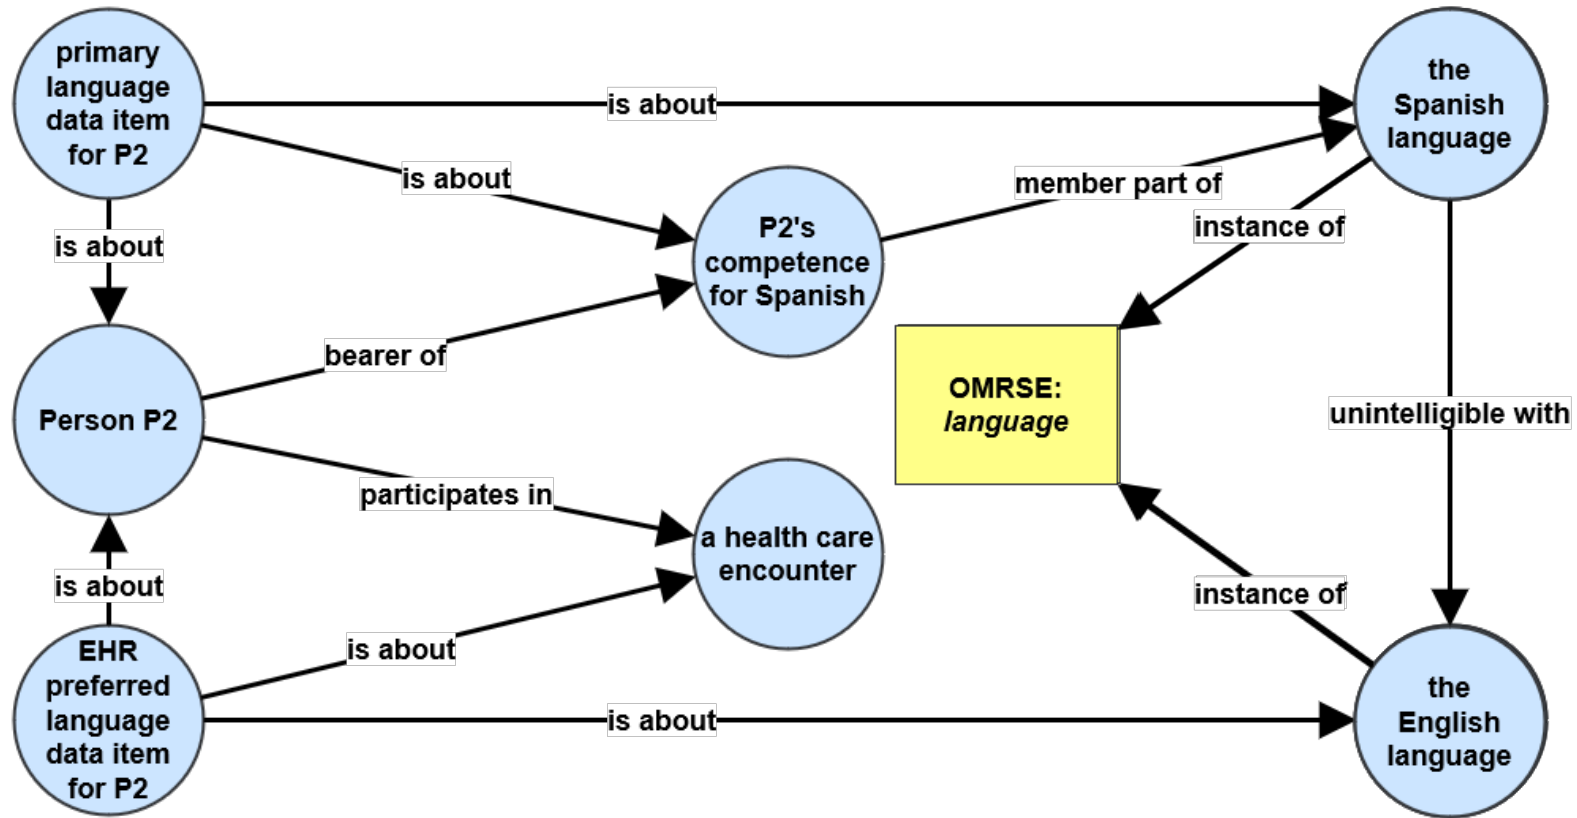 primary
language
data item
for P2
is about
the
Spanish
language
is about
member part of
instance of
is about
P2's
competence
for Spanish
bearer of
OMRSE:
language
unintelligible with
Person P2
participates in
a health care
encounter
is about
instance of
is about
EHR
preferred
language
data item
for P2
is about
the
English
language